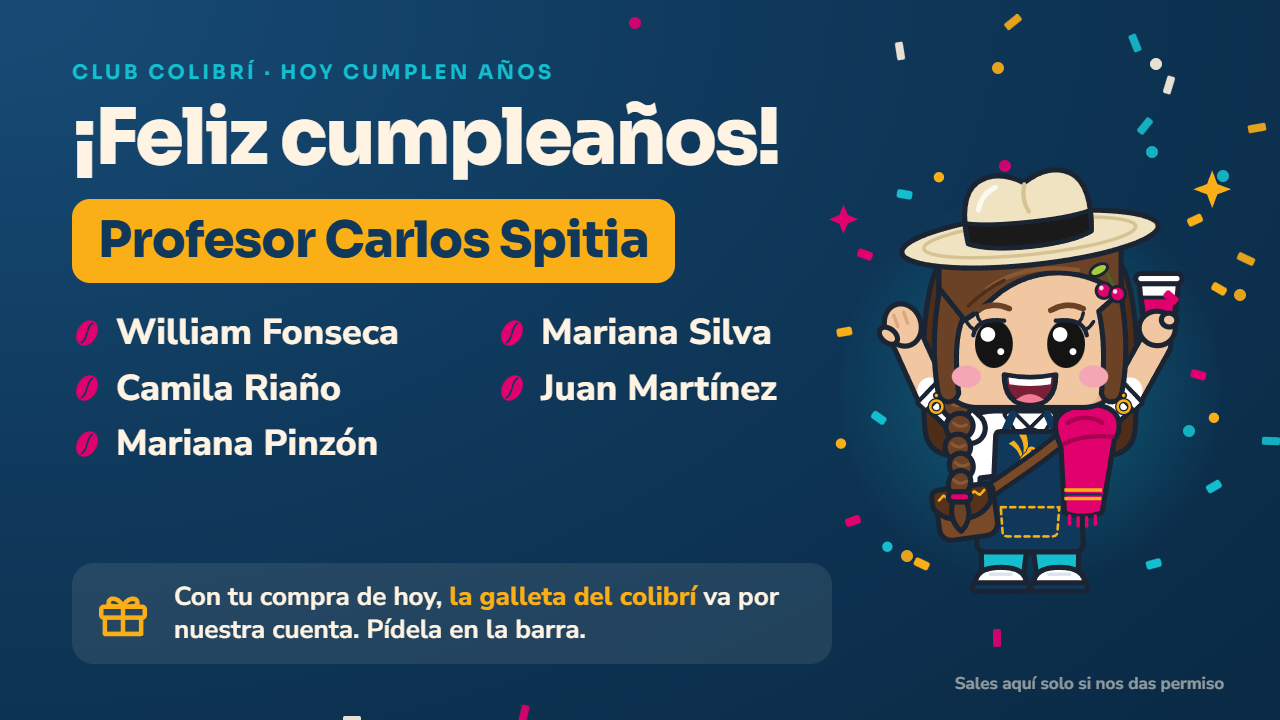 CLUB COLIBRÍ · HOY CUMPLEN AÑOS
¡Feliz cumpleaños!
Profesor Carlos Spitia
William Fonseca
Mariana Silva
Camila Riaño
Juan Martínez
Mariana Pinzón
Con tu compra de hoy, la galleta del colibrí va por
nuestra cuenta. Pídela en la barra.
Sales aquí solo si nos das permiso